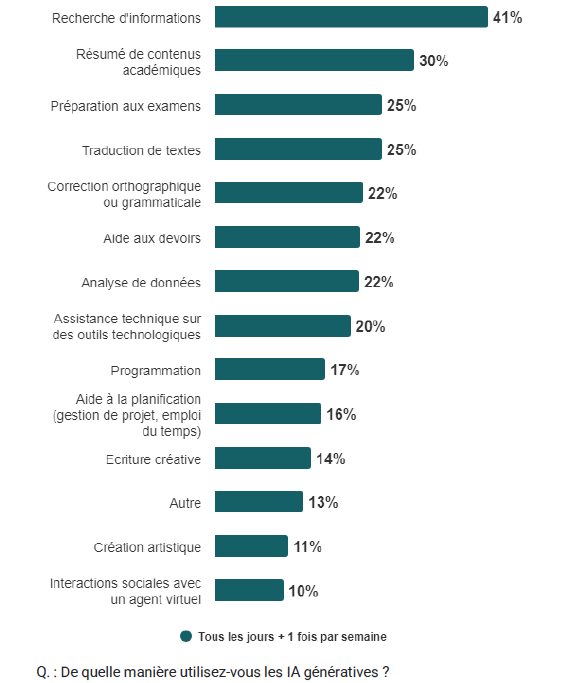 Recherche d'informations
41%
Résumé de contenus
académiques
30%
Préparation aux examens
25%
Traduction de textes
25%
Correction orthographique
ou grammaticale
22%
Aide aux devoirs
22%
Analyse de données
22%
Assistance technique sur
des outils technologiques
20%
Programmation
17%
Aide à la planification
(gestion de projet, emploi
du temps)
16%
Ecriture créative
14%
Autre
13%
Création artistique
11%
Interactions sociales avec
un agent virtuel
10%
Tous les jours + 1 fois par semaine
Q. : De quelle manière utilisez-vous les IA génératives ?